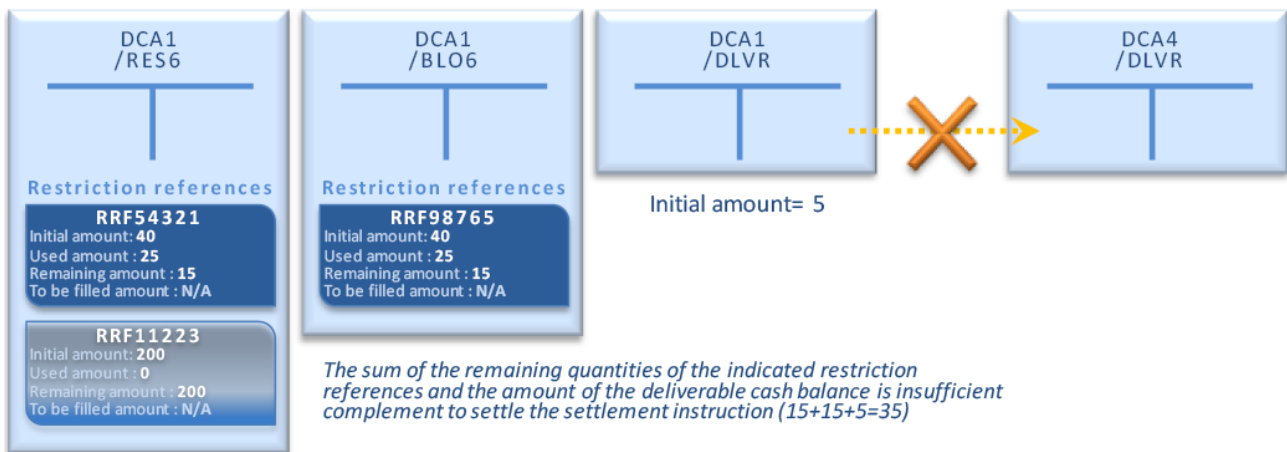 DCA1
/RES6
Restriction references
RRF54321
Initial amount: 40
Used amount : 25
Remaining amount : 15
To be filled amount : N/A
RRF11223
Initial amount: 200
Used amount : 0
Remaining amount : 200
To be filled amount : N/A
DCA1
/BLO6
Restriction references
RRF98765
Initial amount: 40
Used amount : 25
Remaining amount : 15
To be filled amount : N/A
DCA1
/DLVR
Initial amount= 5
DCA4
/DLVR
The sum of the remaining quantities of the indicated restriction
references and the amount of the deliverable cash balance is insufficient
complement to settle the settlement instruction (15+15+5=35)